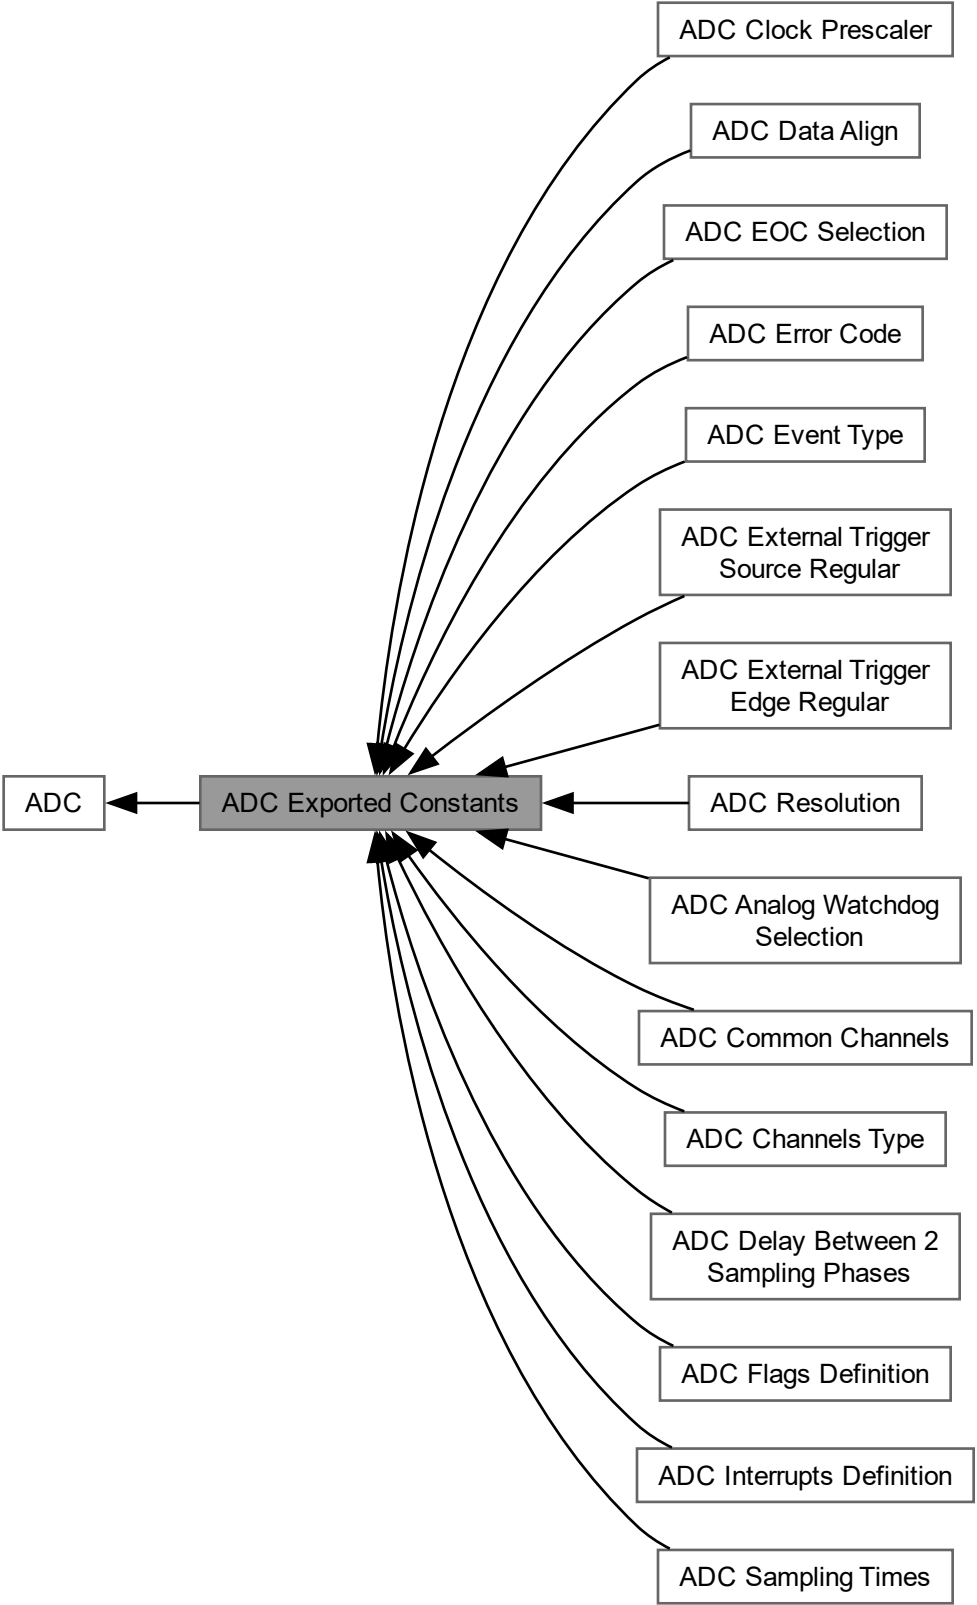 ADC Clock Prescaler
ADC Data Align
ADC EOC Selection
ADC Error Code
ADC Event Type
ADC External Trigger
Source Regular
ADC External Trigger
Edge Regular
ADC
ADC Exported Constants
ADC Resolution
ADC Analog Watchdog
Selection
ADC Common Channels
ADC Channels Type
ADC Delay Between 2
Sampling Phases
ADC Flags Definition
ADC Interrupts Definition
ADC Sampling Times